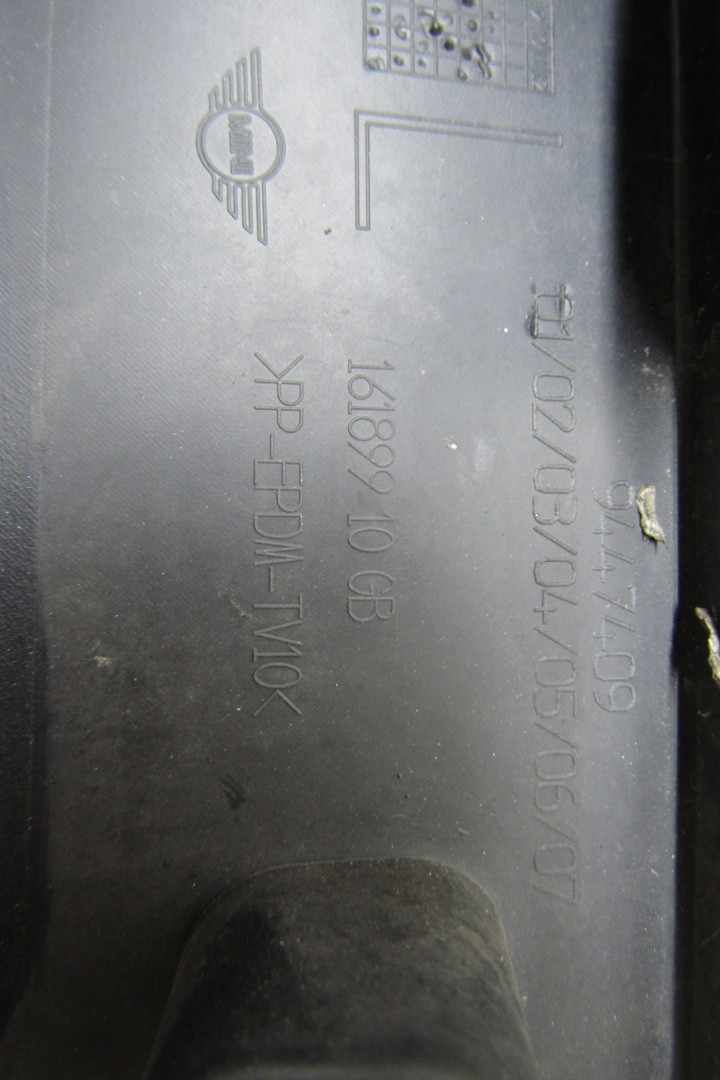 MINI
9447409
01/02/03/04/05/06/07
161899 10 GB
>PP-EPDM-TV10<